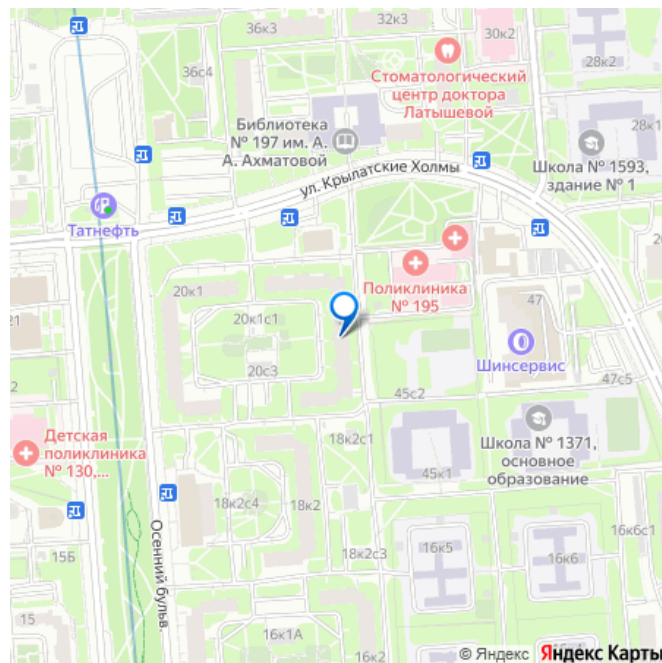 36к3
32к3
30к2
28к2
36с4
Стоматологический
центр доктора
Латышевой
28к1
Библиотека
№ 197 им. А.
А. Ахматовой
Школа № 1593,
здание № 1
ул. Крылатские Холмы
Татнефть
Поликлиника
№ 195
20к1
20к1с1
47
21
Шинсервис
20с3
47с5
2
45с2
Детская
поликлиника
№ 130,...
18к2с1
Школа № 1371,
основное
образование
45к1
18к2с4
18к2
Осенний бульв.
16к6с1
15Б
18к2с3
16к5
16к6
15
16к1А
16к2
© Яндекс Яндекс Карты